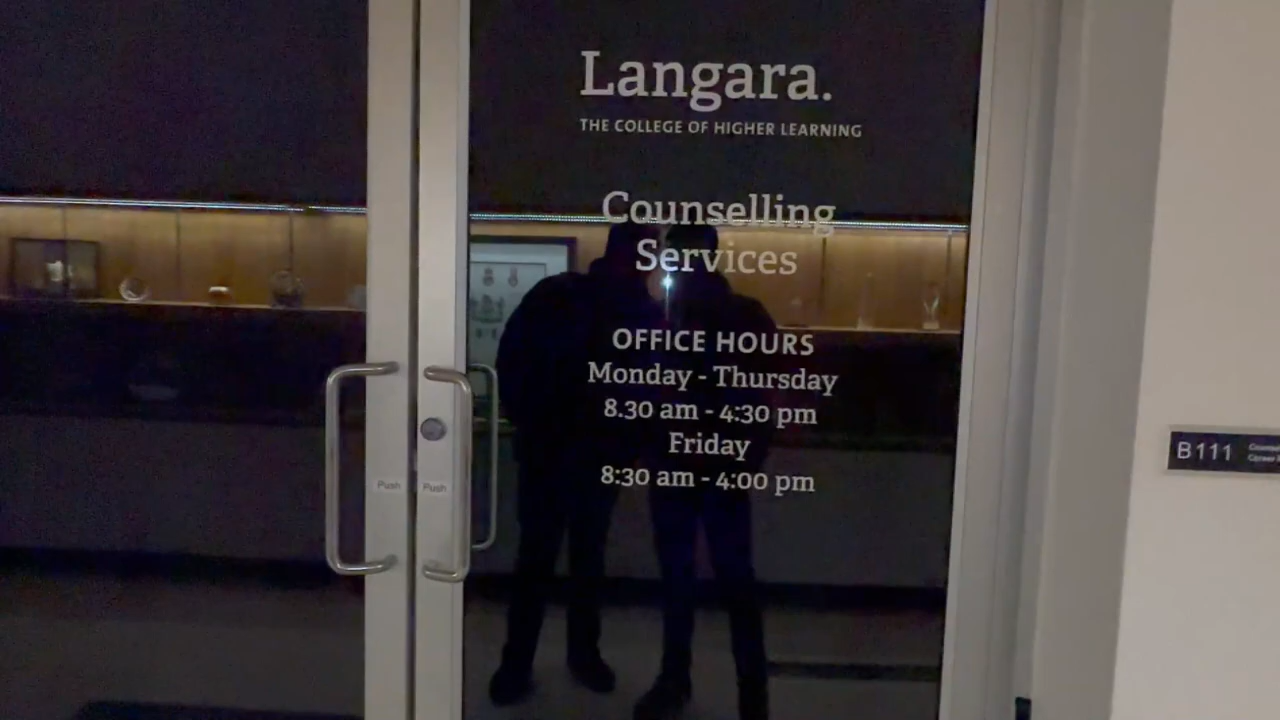 Langara.
THE COLLEGE OF HIGHER LEARNING
Counselling
Services
OFFICE HOURS
Monday - Thursday
8.30 am - 4:30 pm
Friday
8:30 am - 4:00 pm
Push
Push
B111